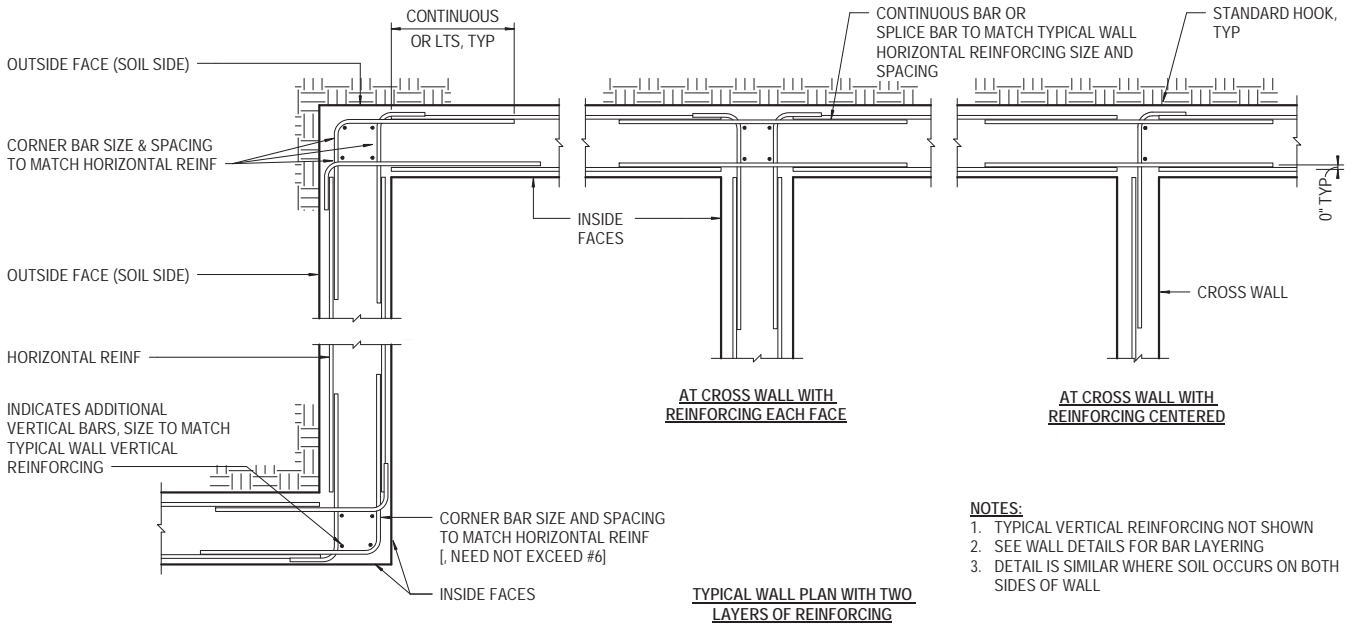 CONTINUOUS
OR LTS, TYP
CONTINUOUS BAR OR
SPLICE BAR TO MATCH TYPICAL WALL
HORIZONTAL REINFORCING SIZE AND
SPACING
STANDARD HOOK,
TYP
OUTSIDE FACE (SOIL SIDE)
CORNER BAR SIZE & SPACING
TO MATCH HORIZONTAL REINF
0" TYP
INSIDE
FACES
OUTSIDE FACE (SOIL SIDE)
CROSS WALL
HORIZONTAL REINF
AT CROSS WALL WITH
REINFORCING EACH FACE
AT CROSS WALL WITH
REINFORCING CENTERED
INDICATES ADDITIONAL
VERTICAL BARS, SIZE TO MATCH
TYPICAL WALL VERTICAL
REINFORCING
CORNER BAR SIZE AND SPACING
TO MATCH HORIZONTAL REINF
[, NEED NOT EXCEED #6]
INSIDE FACES
NOTES:
1. TYPICAL VERTICAL REINFORCING NOT SHOWN
2. SEE WALL DETAILS FOR BAR LAYERING
3. DETAIL IS SIMILAR WHERE SOIL OCCURS ON BOTH
SIDES OF WALL
TYPICAL WALL PLAN WITH TWO
LAYERS OF REINFORCING